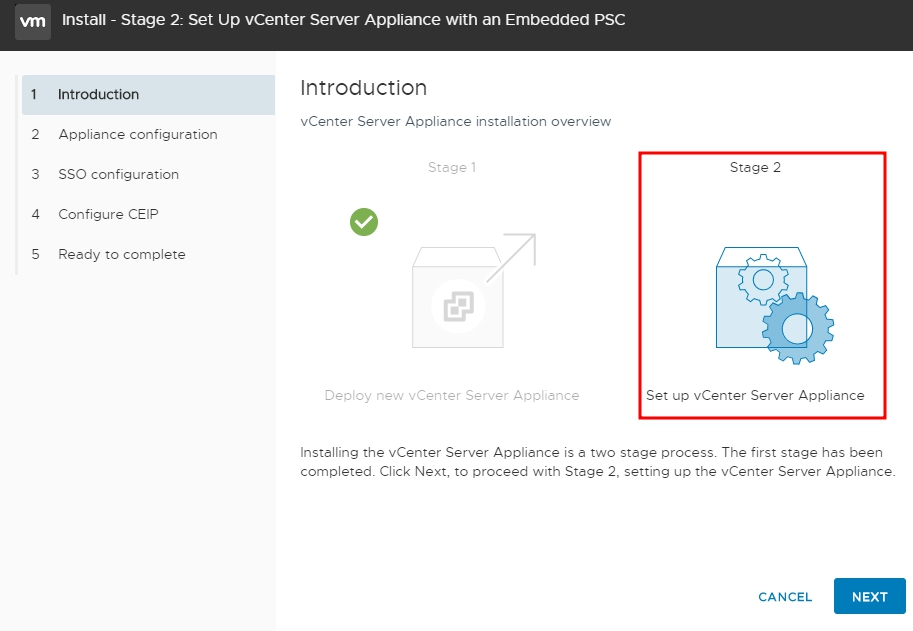 vm
Install - Stage 2: Set Up vCenter Server Appliance with an Embedded PSC
1 Introduction
2 Appliance configuration
3 SSO configuration
4 Configure CEIP
5 Ready to complete
Introduction
vCenter Server Appliance installation overview
Stage 1
Stage 2
Deploy new vCenter Server Appliance
Set up vCenter Server Appliance
Installing the vCenter Server Appliance is a two stage process. The first stage has been
completed. Click Next, to proceed with Stage 2, setting up the vCenter Server Appliance.
CANCEL
NEXT